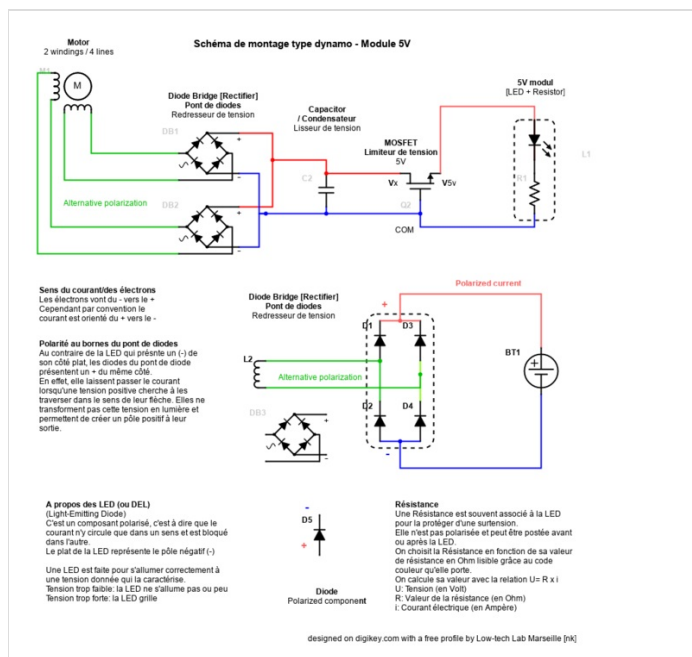 Schéma de montage type dynamo - Module 5V
Motor
2 windings / 4 lines
M1
M
Diode Bridge [Rectifier]
Pont de diodes
Redresseur de tension
DB1
+
-
Capacitor
/ Condensateur
Lisseur de tension
C2
MOSFET
Limiteur de tension
5V
Vx
V5v
Q2
COM
5V modul
[LED + Resistor]
R1
L1
Alternative polarization
DB2
+
-
Sens du courant/des électrons
Les électrons vont du - vers le +
Cependant par convention le
courant est orienté du + vers le -
Polarité au bornes du pont de diodes
Au contraire de la LED qui présnte un (-) de
son côté plat, les diodes du pont de diode
présentent un + du même côté.
En effet, elle laissent passer le courant
lorsqu'une tension positive cherche à les
traverser dans le sens de leur flèche. Elles ne
transforment pas cette tension en lumière et
permettent de créer un pôle positif à leur
sortie.
Diode Bridge [Rectifier]
Pont de diodes
Redresseur de tension
Polarized current
+
D1
D3
L2
Alternative polarization
D2
D4
-
BT1
+
DB3
+
-
A propos des LED (ou DEL)
(Light-Emitting Diode)
C'est un composant polarisé, c'est à dire que le
courant n'y circule que dans un sens et est bloqué
dans l'autre.
Le plat de la LED représente le pôle négatif (-)
Une LED est faite pour s'allumer correctement à
une tension donnée qui la caractérise.
Tension trop faible: la LED ne s'allume pas ou peu
Tension trop forte: la LED grille
-
D5
+
Diode
Polarized component
Résistance
Une Résistance est souvent associé à la LED
pour la protéger d'une surtension.
Elle n'est pas polarisée et peut être postée avant
ou après la LED.
On choisit la Résistance en fonction de sa valeur
de résistance en Ohm lisible grâce au code
couleur qu'elle porte.
On calcule sa valeur avec la relation U= R x i
U: Tension (en Volt)
R: Valeur de la résistance (en Ohm)
i: Courant électrique (en Ampère)
designed on digikey.com with a free profile by Low-tech Lab Marseille [nk]